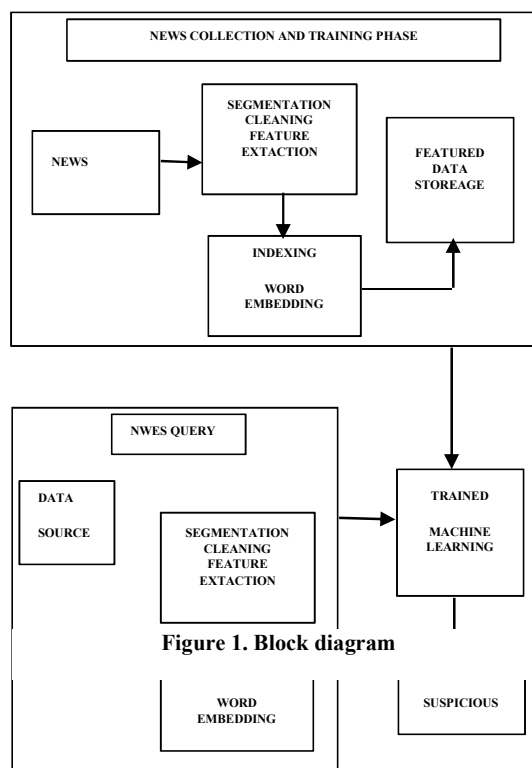 NEWS COLLECTION AND TRAINING PHASE
NEWS
SEGMENTATION
CLEANING
FEATURE
EXTACTION
FEATURED
DATA
STOREAGE
INDEXING
WORD
EMBEDDING
NWES QUERY
DATA
SOURCE
SEGMENTATION
CLEANING
FEATURE
EXTACTION
TRAINED
MACHINE
LEARNING
Figure 1. Block diagram
WORD
EMBEDDING
SUSPICIOUS